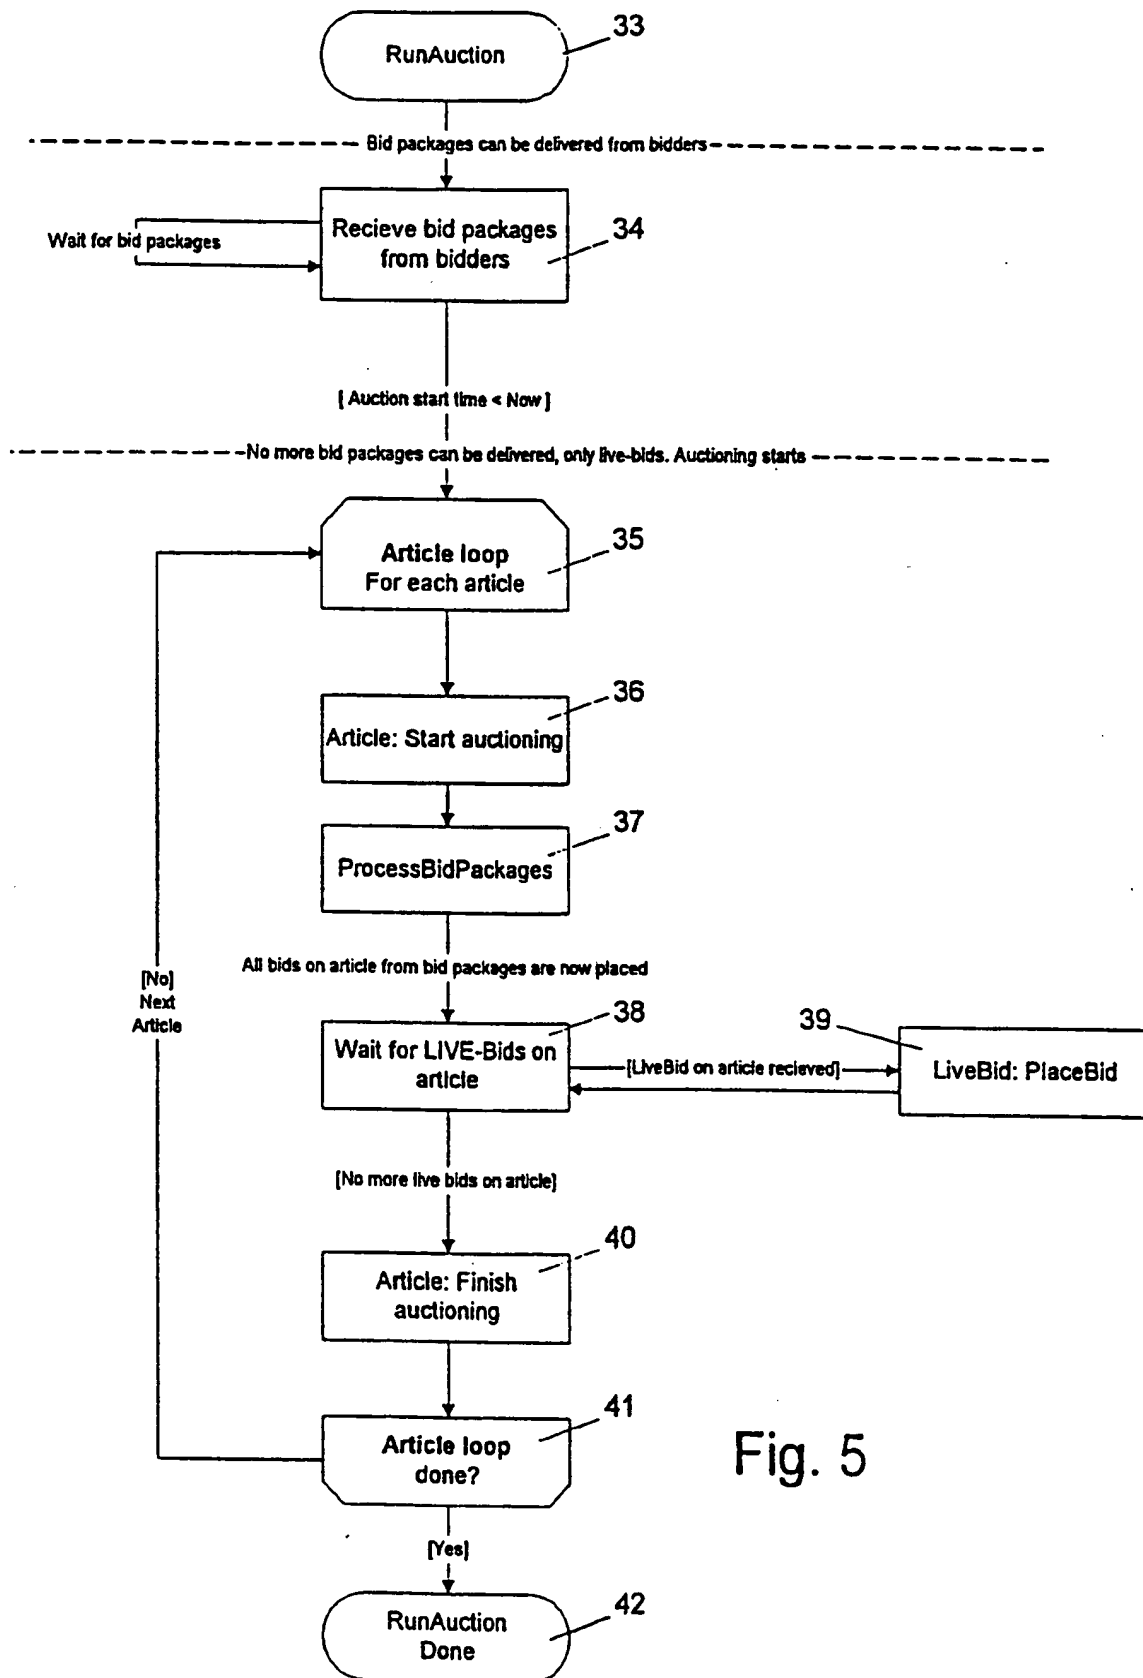 33
RunAuction
Bid packages can be delivered from bidders
Recieve bid packages
from bidders
34
Wait for bid packages
[ Auction start time < Now ]
No more bid packages can be delivered, only live-bids. Auctioning starts
35
Article loop
For each article
36
Article: Start auctioning
37
ProcessBidPackages
All bids on article from bid packages are now placed
[No]
Next
Article
38
Wait for LIVE-Bids on
article
[LiveBid on article recieved]
39
LiveBid: PlaceBid
[No more live bids on article]
40
Article: Finish
auctioning
41
Article loop
done?
Fig. 5
[Yes]
42
RunAuction
Done